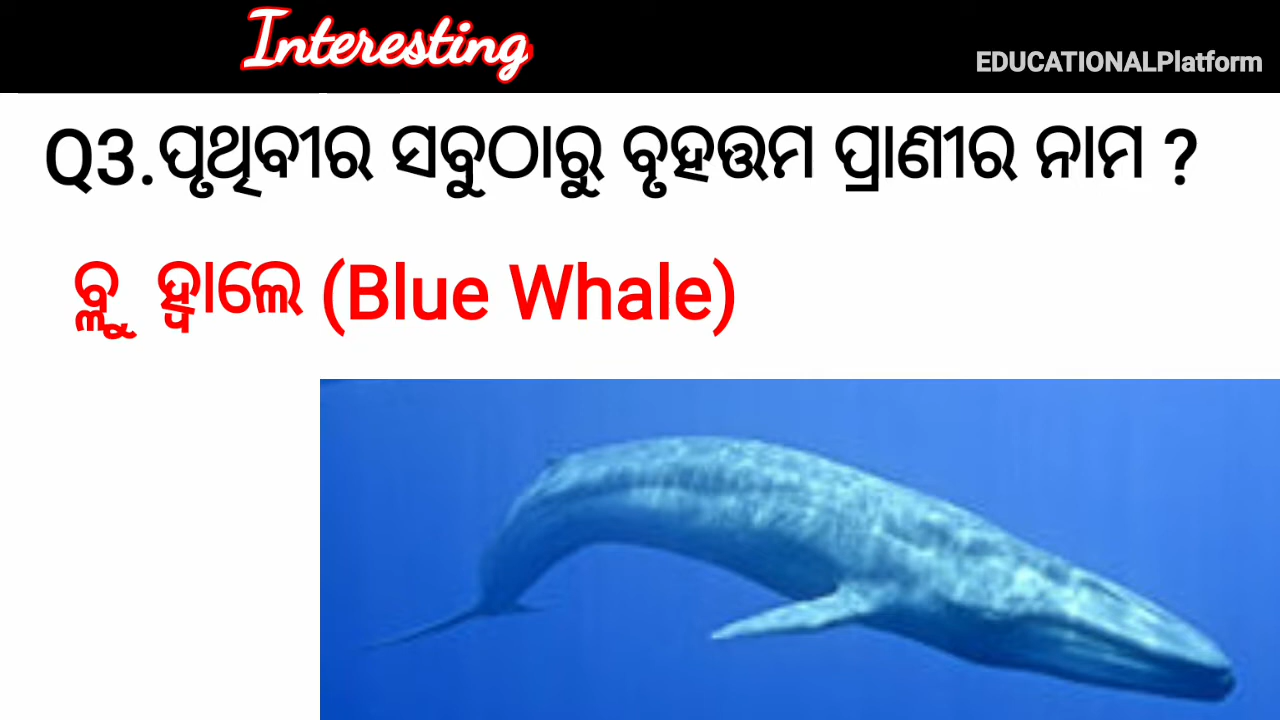 Interesting
EDUCATIONALPlatform
Q3.ପୃଥିବୀର ସବୁଠାରୁ ବୃହତ୍ତମ ପ୍ରାଣୀର ନାମ ?
ବ୍ଲୁ ହ୍ୱାଲେ (Blue Whale)